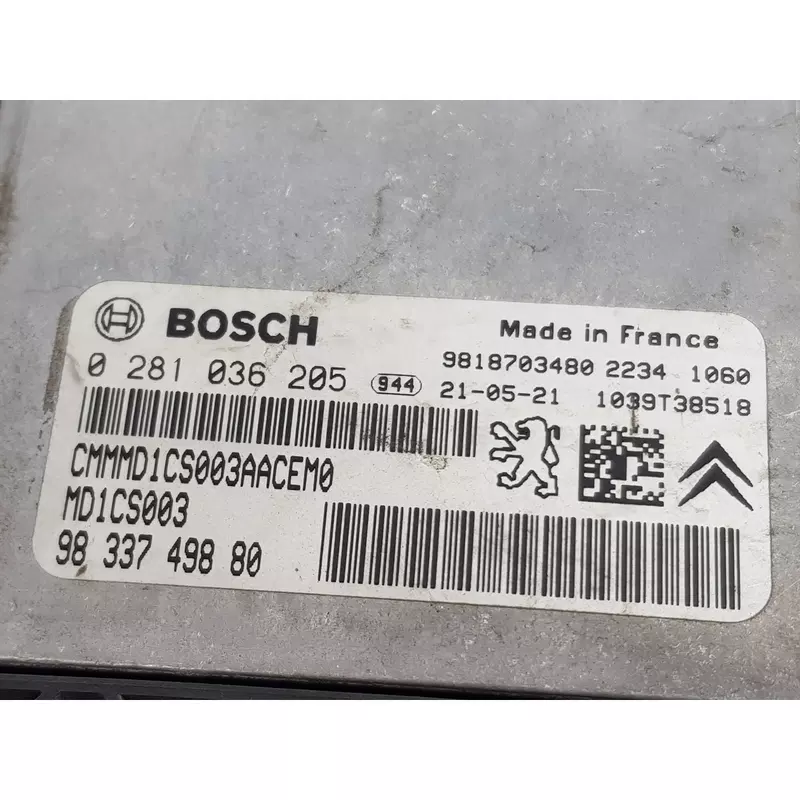 BOSCH
Made in France
0 281 036 205
944
9818703480 2234 1060
21-05-21 1039T38518
CMMMD1CS003AACEM0
MD1CS003
98 337 498 80